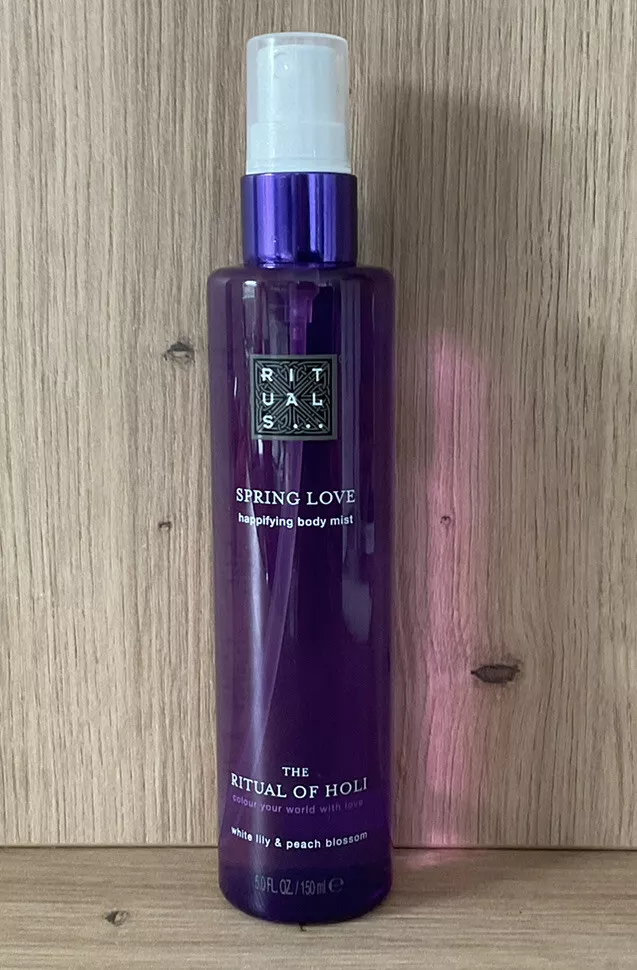 RIT
UAL
S...
SPRING LOVE
happifying body mist
THE
RITUAL OF HOLI
colour your world with love
white lily & peach blossom
5.0 FL. OZ. / 150 ml ℮